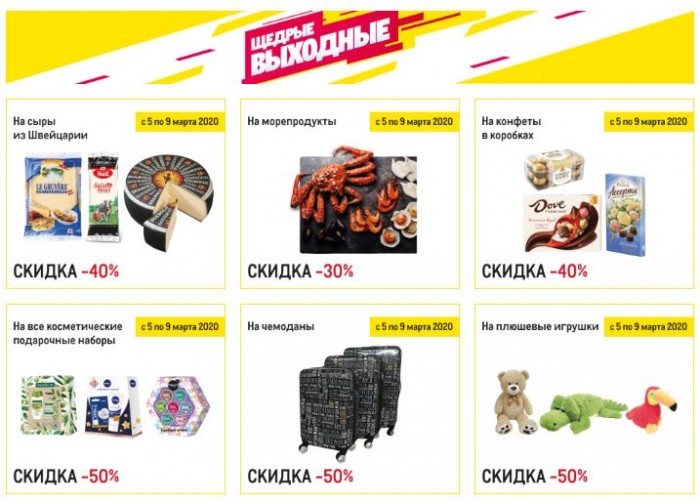 ЩЕДРЫЕ
ВЫХОДНЫЕ
На сыры
из Швейцарии
с 5 по 9 марта 2020
LE GRUYÈRE
СКИДКА -40%
На морепродукты
с 5 по 9 марта 2020
СКИДКА -30%
На конфеты
в коробках
с 5 по 9 марта 2020
Dove
Ассорти
СКИДКА -40%
На все косметические
подарочные наборы
с 5 по 9 марта 2020
NIVEA
СКИДКА -50%
На чемоданы
с 5 по 9 марта 2020
СКИДКА -50%
На плюшевые игрушки
с 5 по 9 марта 2020
СКИДКА -50%